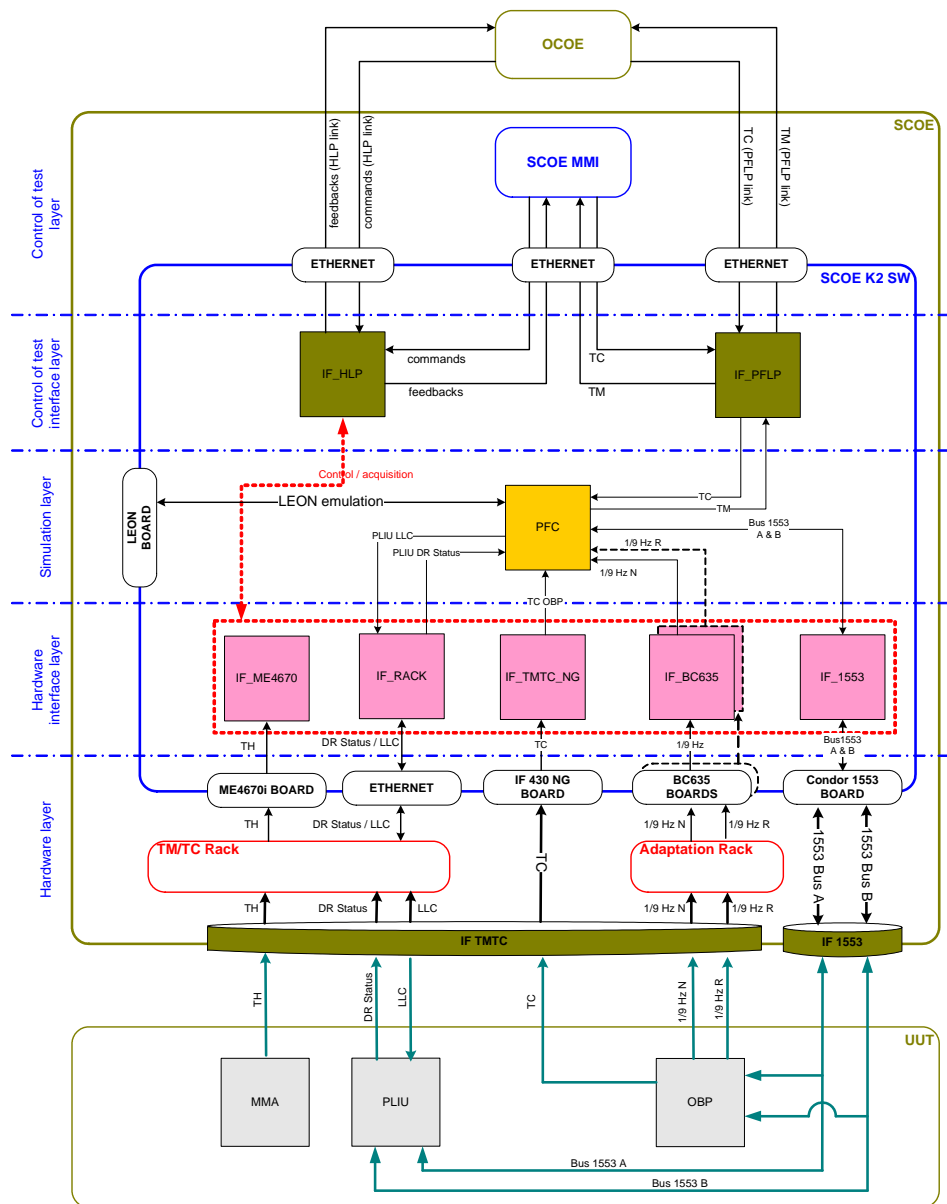 OCOE
SCOE
feedbacks (HLP link)
commands (HLP link)
SCOE MMI
TC (PFLP link)
TM (PFLP link)
Control of test
layer
ETHERNET
ETHERNET
ETHERNET
SCOE K2 SW
Control of test
interface layer
IF_HLP
commands
feedbacks
TC
TM
IF_PFLP
Simulation layer
Control / acquisition
LEON
BOARD
LEON emulation
PFC
TC
TM
PLIU LLC
PLIU DR Status
1/9 Hz R
1/9 Hz N
Bus 1553
A & B
TC OBP
Hardware
interface layer
IF_ME4670
IF_RACK
IF_TMTC_NG
IF_BC635
IF_1553
TH
DR Status / LLC
TC
1/9 Hz
Bus1553
A & B
Hardware layer
ME4670i BOARD
ETHERNET
IF 430 NG
BOARD
BC635
BOARDS
Condor 1553
BOARD
TH
DR Status / LLC
TC
1/9 Hz N
1/9 Hz R
1553 Bus A
1553 Bus B
TM/TC Rack
Adaptation Rack
TH
DR Status
LLC
1/9 Hz N
1/9 Hz R
IF TMTC
IF 1553
TH
DR Status
LLC
TC
1/9 Hz N
1/9 Hz R
UUT
MMA
PLIU
OBP
Bus 1553 A
Bus 1553 B